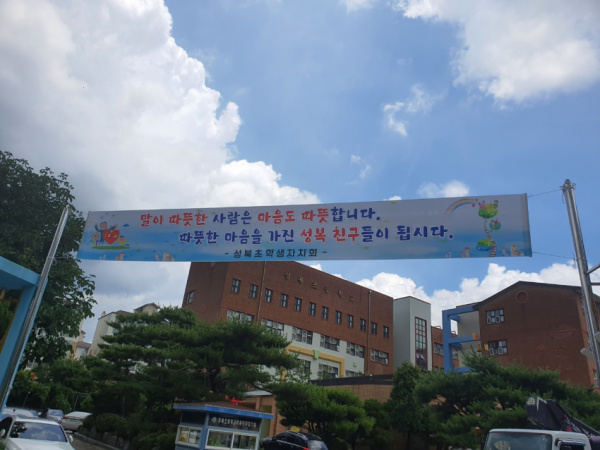 말이 따뜻한 사람은 마음도 따뜻합니다.
따뜻한 마음을 가진 성복 친구들이 됩시다.
- 성복초학생자치회 -